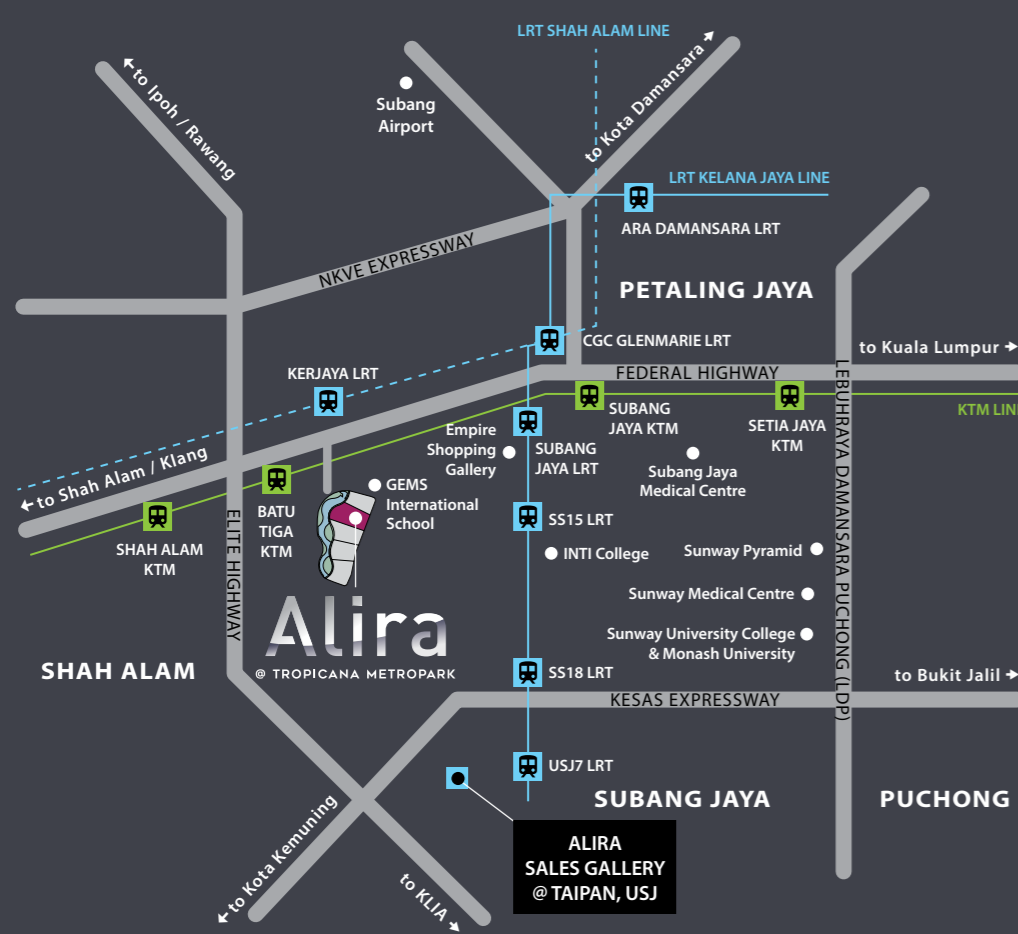 LRT SHAH ALAM LINE
to Ipoh / Rawang
to Kota Damansara
Subang
Airport
LRT KELANA JAYA LINE
ARA DAMANSARA LRT
NKVE EXPRESSWAY
PETALING JAYA
CGC GLENMARIE LRT
to Kuala Lumpur
KERJAYA LRT
FEDERAL HIGHWAY
LEBUHRAYA DAMANSARA PUCHONG (LDP)
SUBANG
JAYA KTM
SETIA JAYA
KTM
KTM LIN
Empire
Shopping
Gallery
SUBANG
JAYA LRT
Subang Jaya
Medical Centre
to Shah Alam / Klang
GEMS
International
School
BATU
TIGA
KTM
SHAH ALAM
KTM
ELITE HIGHWAY
SS15 LRT
INTI College
Sunway Pyramid
Sunway Medical Centre
Sunway University College
& Monash University
Alira
@ TROPICANA METROPARK
SHAH ALAM
SS18 LRT
to Bukit Jalil
KESAS EXPRESSWAY
USJ7 LRT
SUBANG JAYA
PUCHONG
to Kota Kemuning
to KLIA
ALIRA
SALES GALLERY
@ TAIPAN, USJ